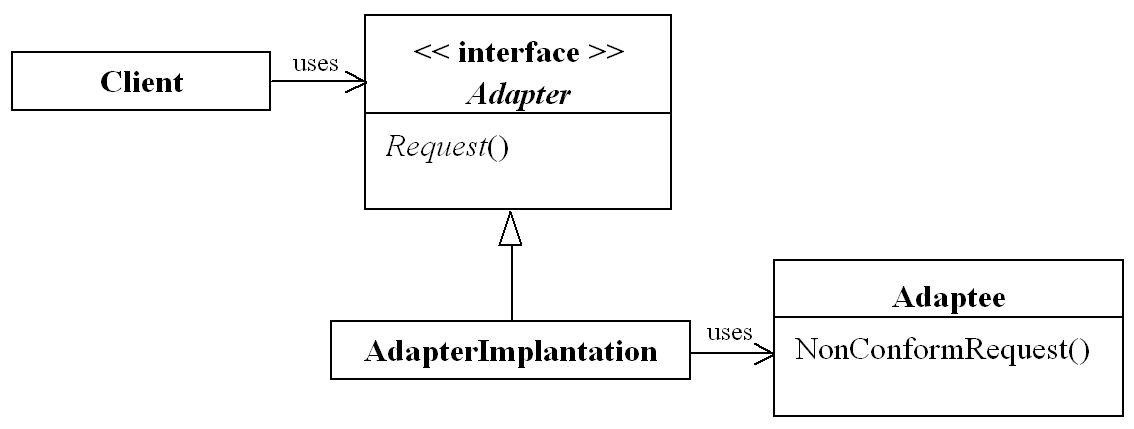 Client
uses
<< interface >>
Adapter
Request()
AdapterImplantation
uses
Adaptee
NonConformRequest()